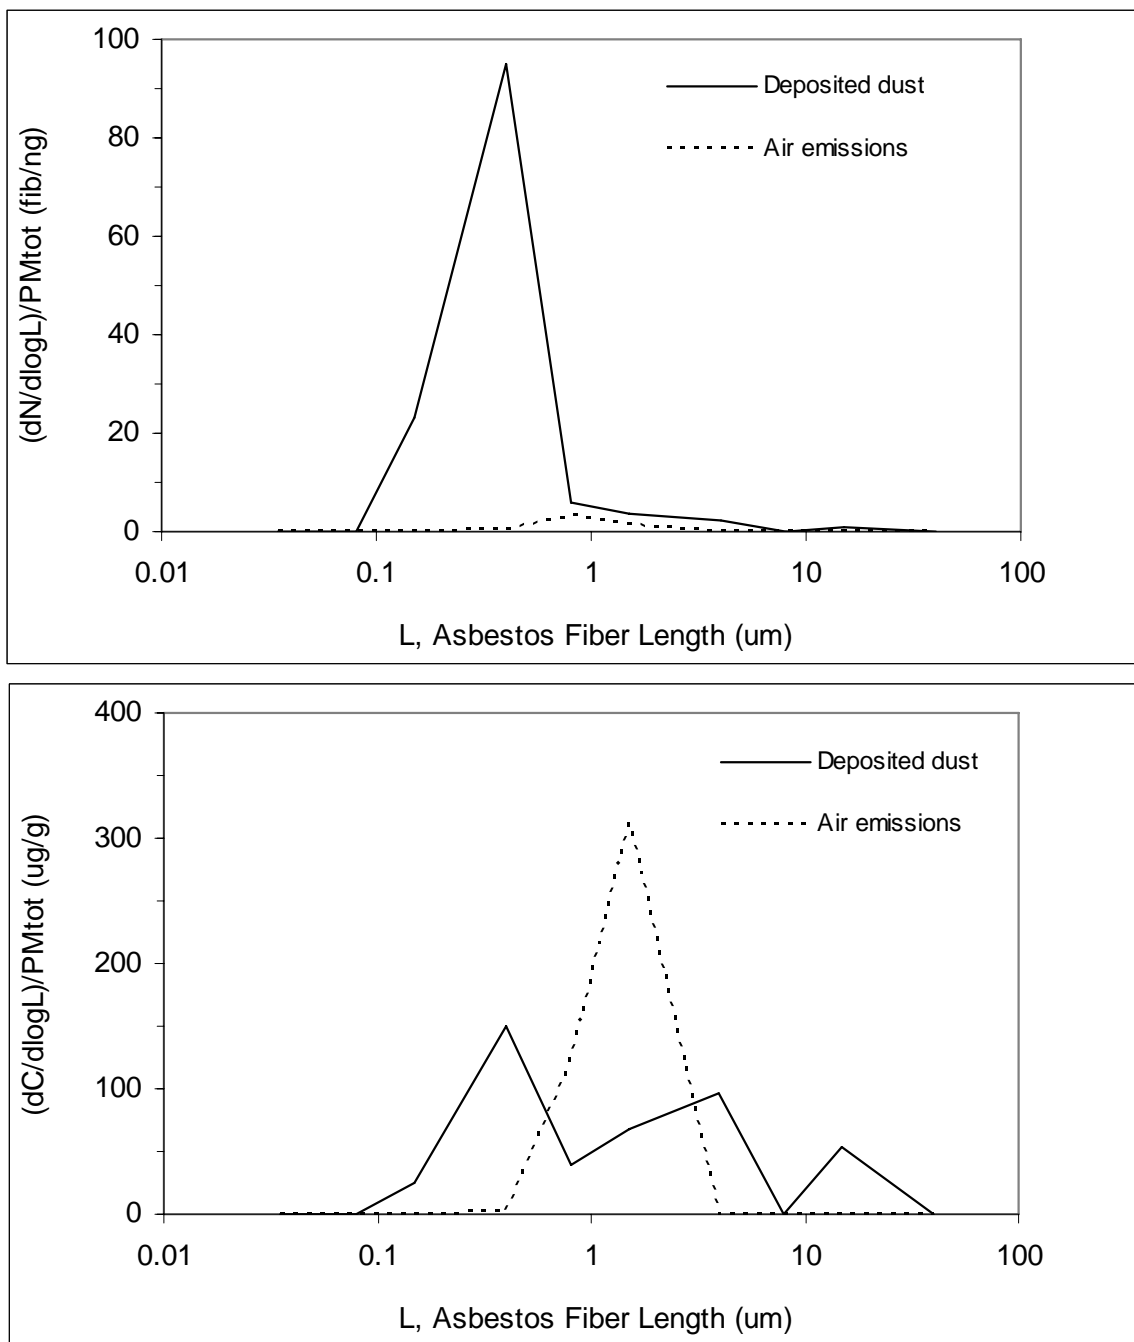 (dN/dlogL)/PMtot (fib/ng)
100
80
60
40
20
0
Deposited dust
Air emissions
0.01 0.1 1 10 100
L, Asbestos Fiber Length (um)
(dC/dlogL)/PMtot (ug/g)
400
300
200
100
0
Deposited dust
Air emissions
0.01 0.1 1 10 100
L, Asbestos Fiber Length (um)